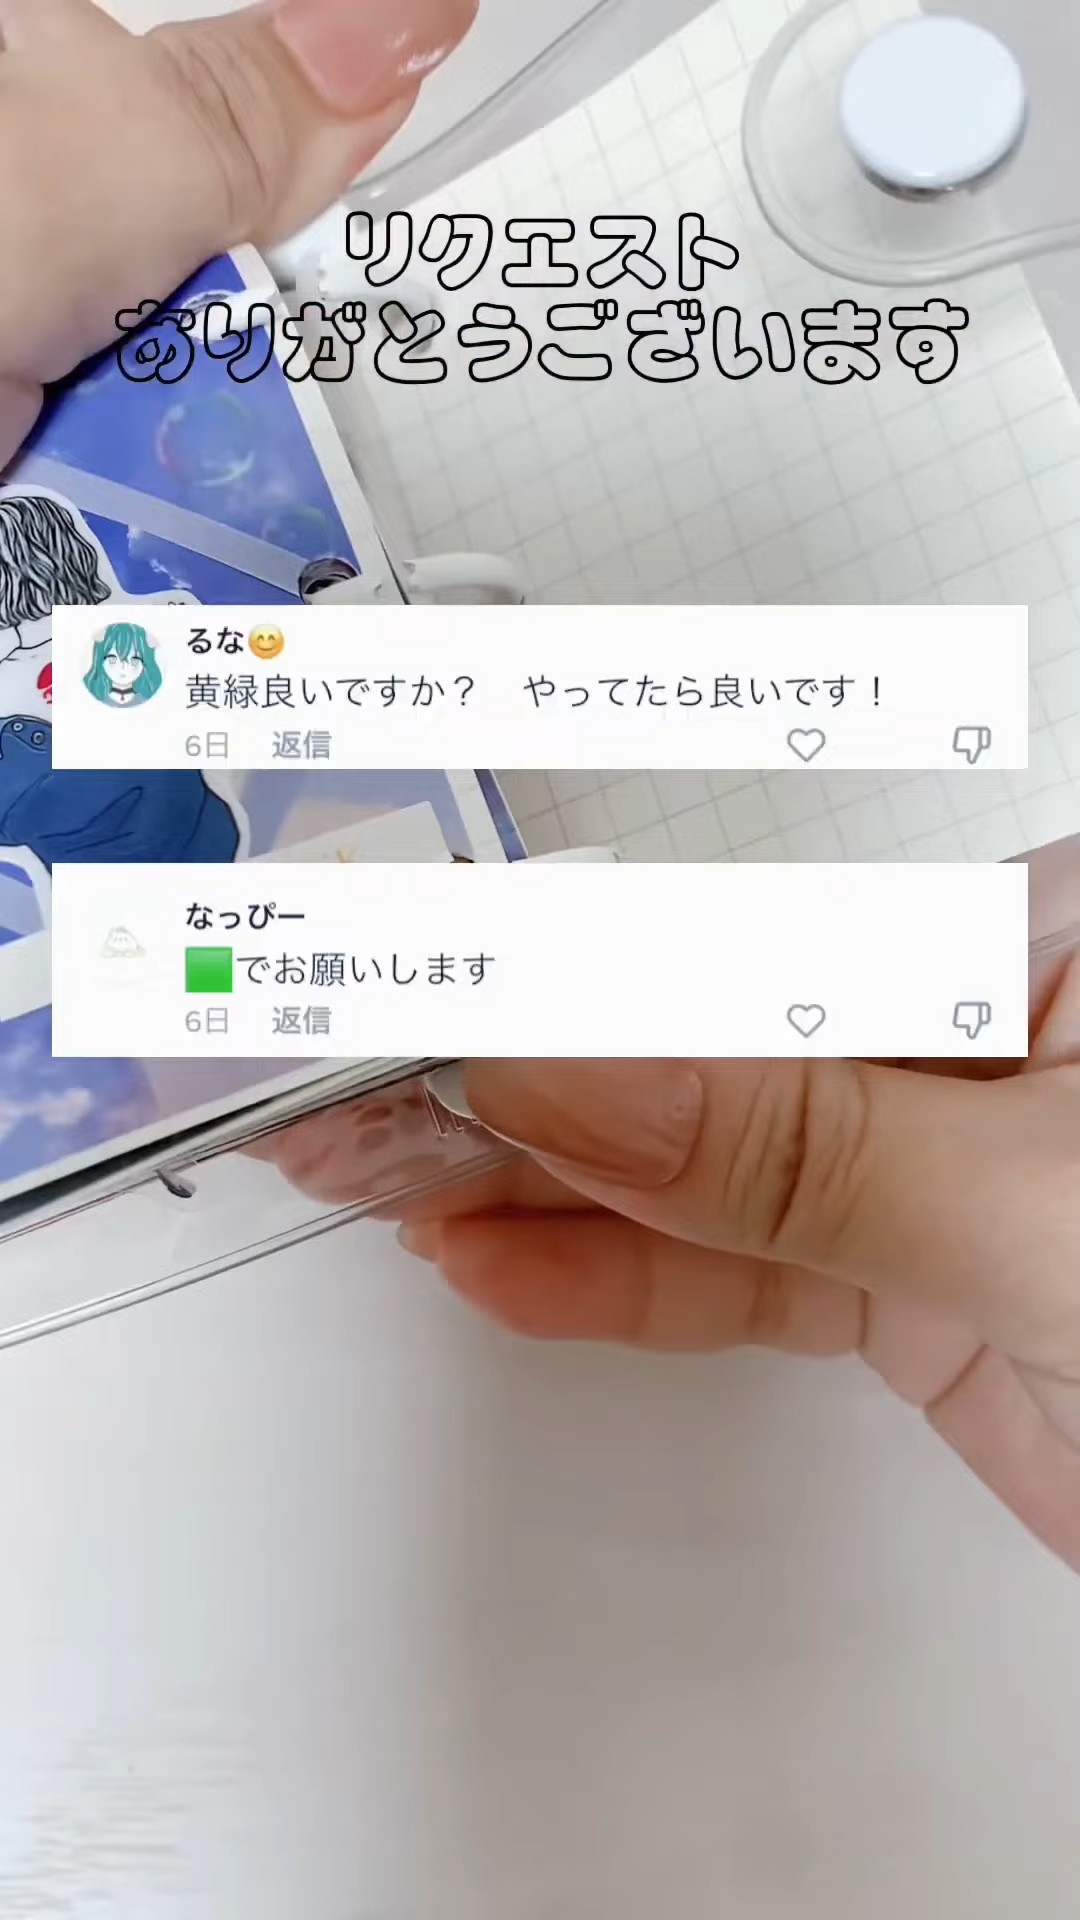 リクエスト
ありがとうございます
るな😊
黄緑良いですか？　やってたら良いです！
6日 返信
なっぴー
🟩でお願いします
6日 返信